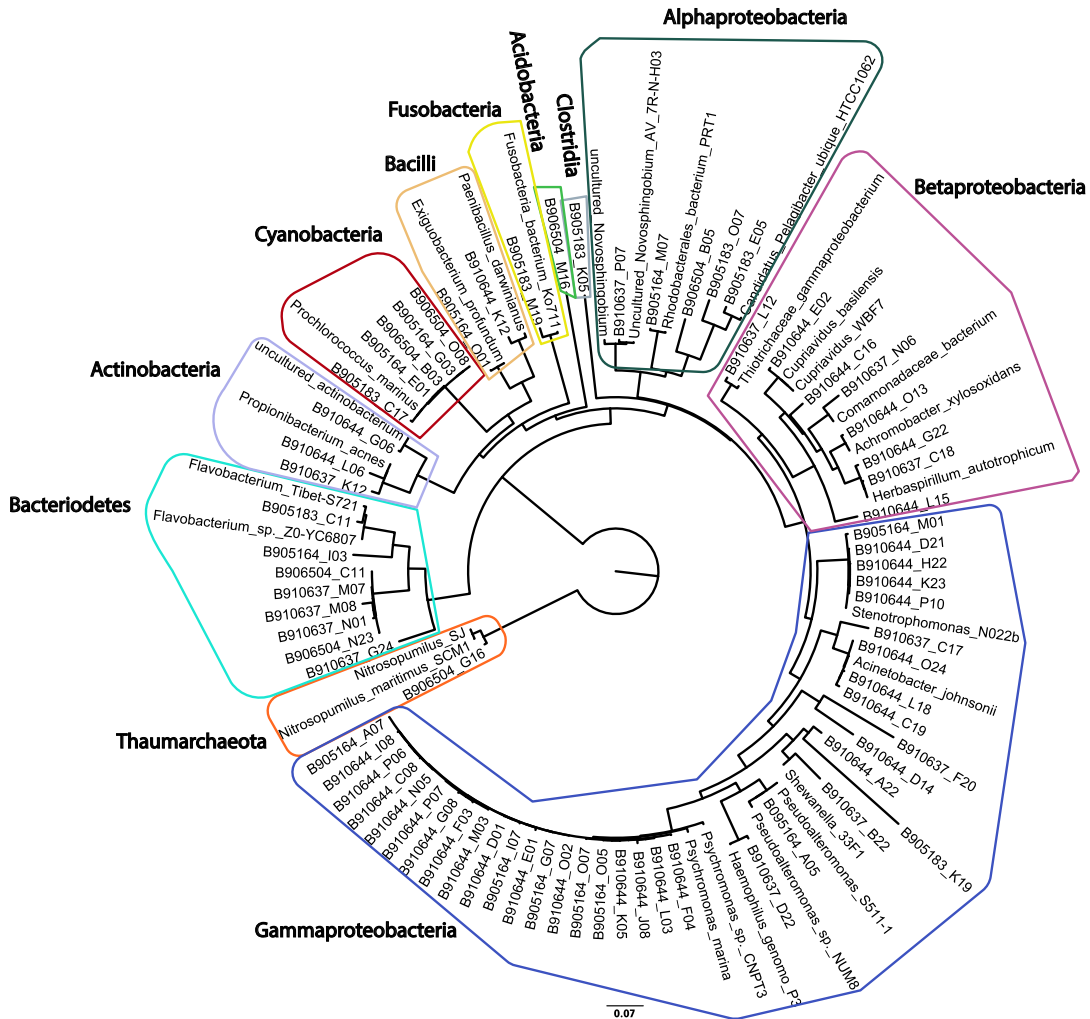 Alphaproteobacteria
Acidobacteria
Clostridia
Fusobacteria
Bacilli
Cyanobacteria
Actinobacteria
Bacteriodetes
Thaumarchaeota
Gammaproteobacteria
Betaproteobacteria
uncultured_Novosphingobium
B910637_P07
Uncultured_Novosphingobium_AV_7R-N-H03
B905164_M07
Rhodobacterales_bacterium_PRT1
B906504_B05
B905183_O07
B905183_E05
Candidatus_Pelagibacter_ubique_HTCC1062
B910637_L12
Thiotrichaceae_gammaproteobacterium
B910644_E02
Cupriavidus_basilensis
Cupriavidus_WBF7
B910644_C16
B910637_N06
Comamonadaceae_bacterium
B910644_O13
Achromobacter_xylosoxidans
B910644_G22
B910637_C18
Herbaspirillum_autotrophicum
B910644_L15
B905164_M01
B910644_D21
B910644_H22
B910644_K23
B910644_P10
Stenotrophomonas_N022b
B910637_C17
B910644_O24
Acinetobacter_johnsonii
B910644_L18
B910644_C19
B910637_F20
B910644_D14
B910644_A22
B905183_K19
B910637_B22
Shewanella_33F1
Pseudoalteromonas_S511-1
B095164_A05
Pseudoalteromonas_sp._NUM8
B910637_D22
Haemophilus_genomo_P3
Psychromonas_sp._CNPT3
Psychromonas_marina
B910644_F04
B910644_L03
B910644_J08
B910644_K05
B905164_O05
B905164_O07
B910644_O02
B905164_G07
B910644_E01
B905164_I07
B910644_D01
B910644_M03
B910644_F03
B910644_G08
B910644_P07
B910644_N05
B910644_C08
B910644_P06
B910644_I08
B905164_A07
B906504_G16
Nitrosopumilus_maritimus_SCM1
Nitrosopumilus_SJ
B910637_G24
B906504_N23
B910637_N01
B910637_M08
B910637_M07
B906504_C11
B905164_I03
Flavobacterium_sp._Z0-YC6807
B905183_C11
Flavobacterium_Tibet-S721
B910637_K12
B910644_L06
Propionibacterium_acnes
B910644_G06
uncultured_actinobacterium
B905183_C17
Prochlorococcus_marinus
B905164_E01
B906504_B03
B905164_G03
B906504_O08
B905164_O01
Exiguobacterium_profundum
B910644_K12
Paenibacillus_darwinianus
B905183_M19
Fusobacteria_bacterium_Ko711
B906504_M16
B905183_K05
0.07